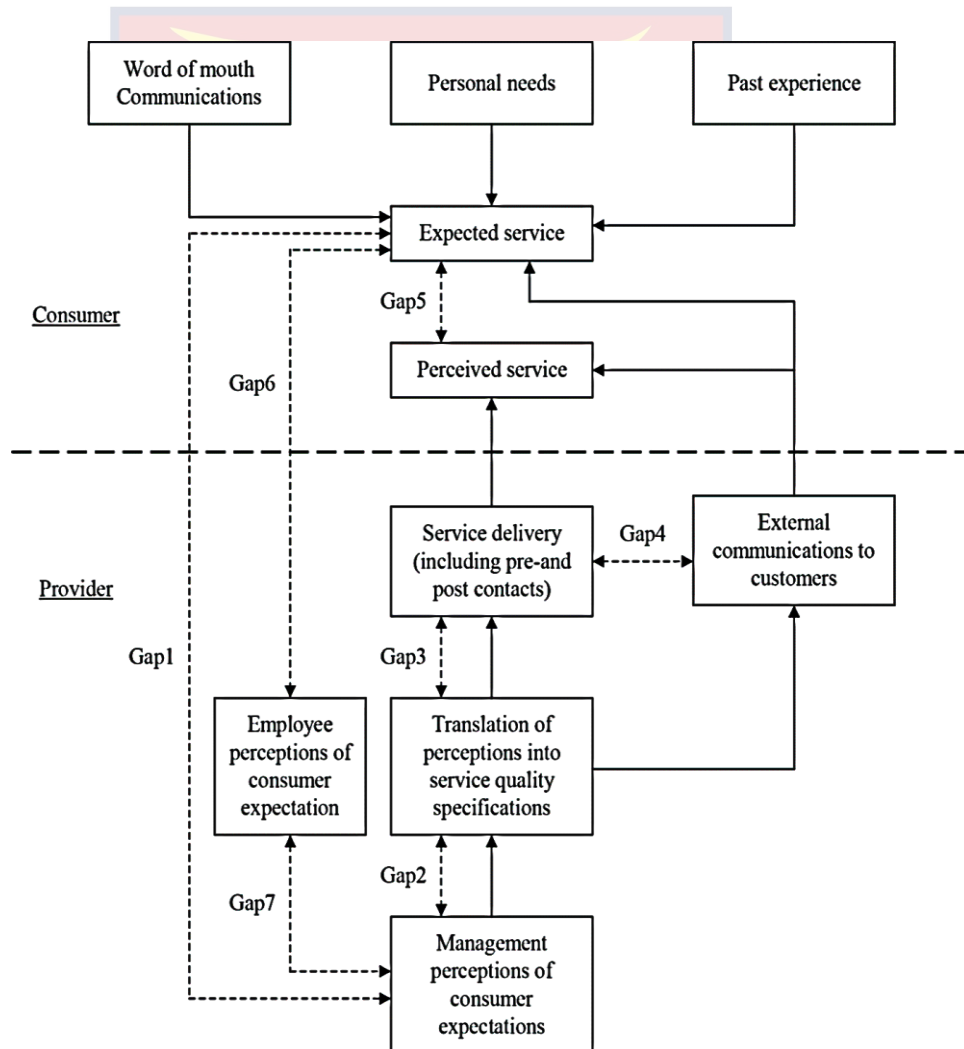 Word of mouth
Communications
Personal needs
Past experience
Expected service
Gap5
Consumer
Perceived service
Gap6
Service delivery
(including pre-and
post contacts)
Gap4
External
communications to
customers
Provider
Gap1
Gap3
Employee
perceptions of
consumer
expectation
Translation of
perceptions into
service quality
specifications
Gap7
Gap2
Management
perceptions of
consumer
expectations